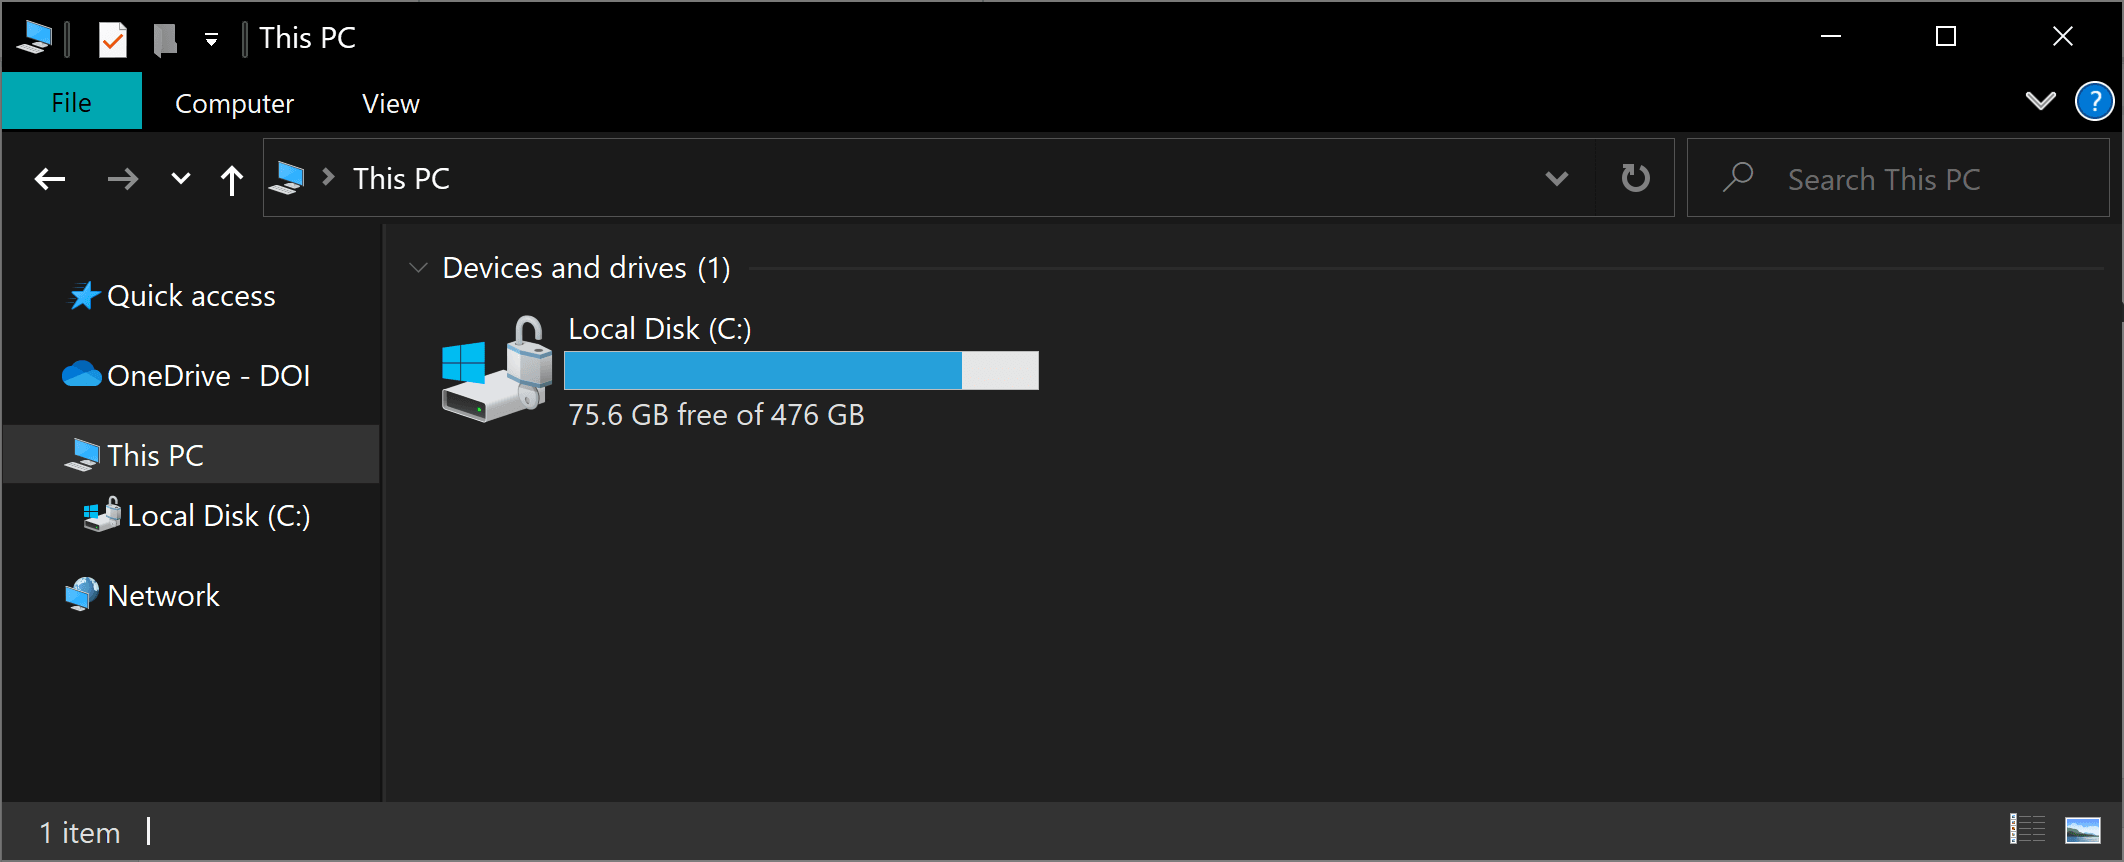 This PC
File Computer View
?
This PC
Search This PC
Quick access
OneDrive - DOI
This PC
Local Disk (C:)
Network
Devices and drives (1)
Local Disk (C:)
75.6 GB free of 476 GB
1 item